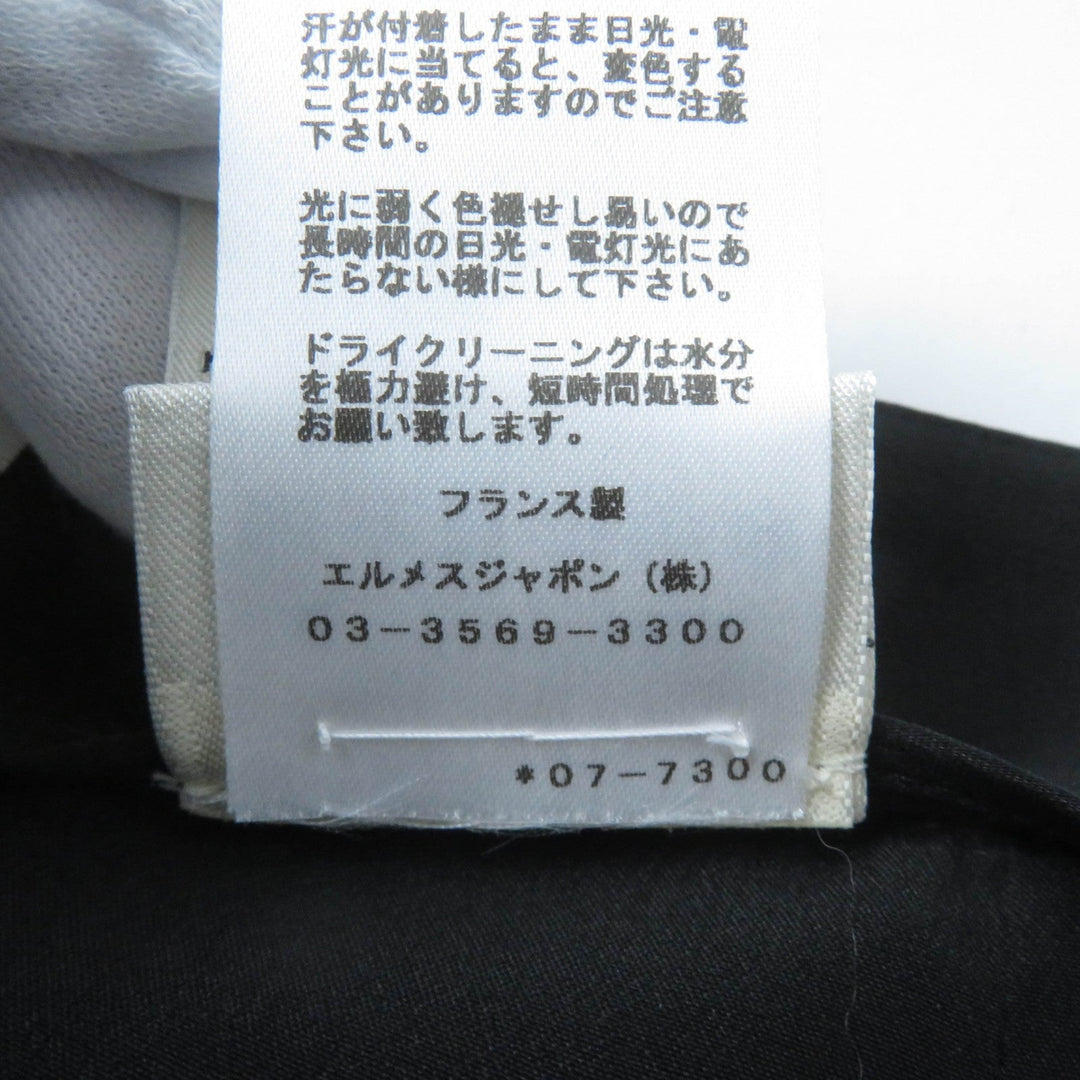 汗が付着したまま日光・電
灯光に当てると、変色する
ことがありますのでご注意
下さい。
光に弱く色褪せし易いので
長時間の日光・電灯光にあ
たらない様にして下さい。
ドライクリーニングは水分
を極力避け、短時間処理で
お願い致します。
フランス製
エルメスジャポン（株）
03-3569-3300
*07-7300